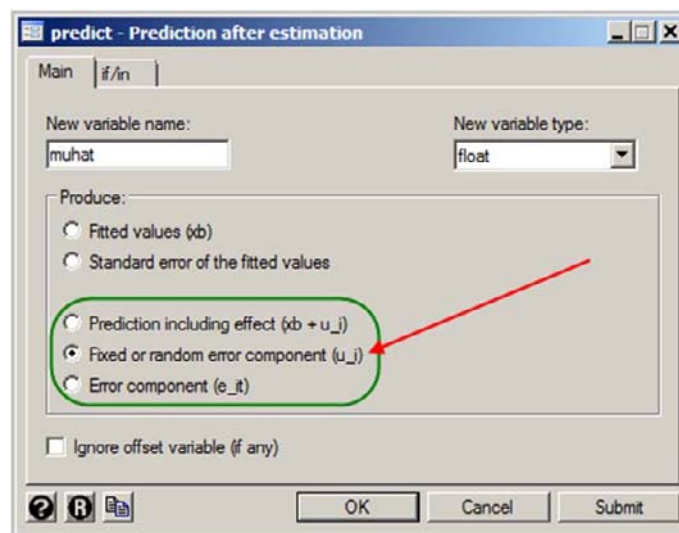 predict - Prediction after estimation
Main if/in
New variable name: New variable type:
muhat float
Produce:
Fitted values (xb)
Standard error of the fitted values
Prediction including effect (xb + u_i)
Fixed or random error component (u_i)
Error component (e_it)
Ignore offset variable (if any)
? R OK Cancel Submit